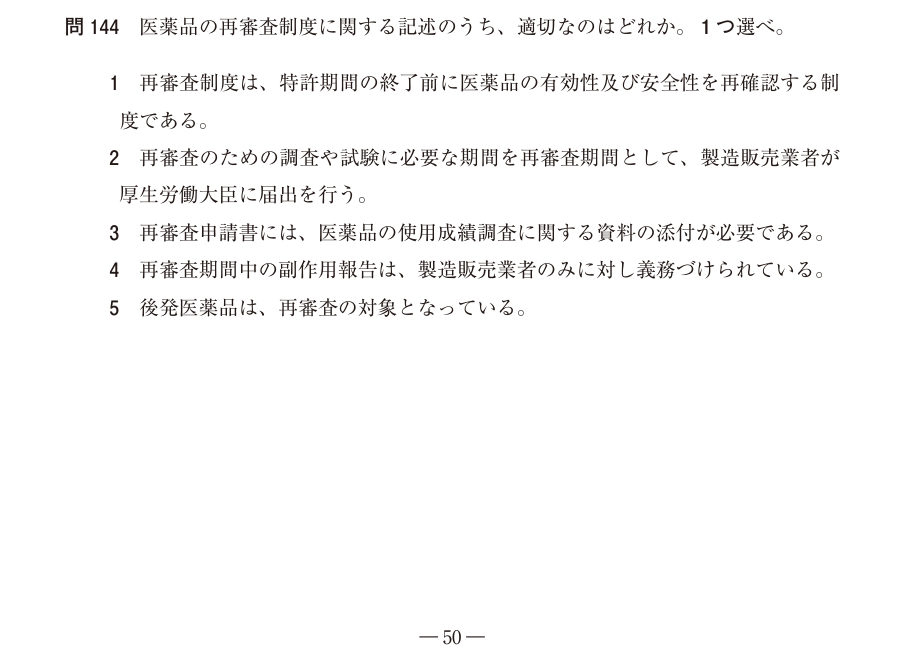 問 144 医薬品の再審査制度に関する記述のうち、適切なのはどれか。1つ選べ。
1 再審査制度は、特許期間の終了前に医薬品の有効性及び安全性を再確認する制
度である。
2 再審査のための調査や試験に必要な期間を再審査期間として、製造販売業者が
厚生労働大臣に届出を行う。
3 再審査申請書には、医薬品の使用成績調査に関する資料の添付が必要である。
4 再審査期間中の副作用報告は、製造販売業者のみに対し義務づけられている。
5 後発医薬品は、再審査の対象となっている。
― 50 ―